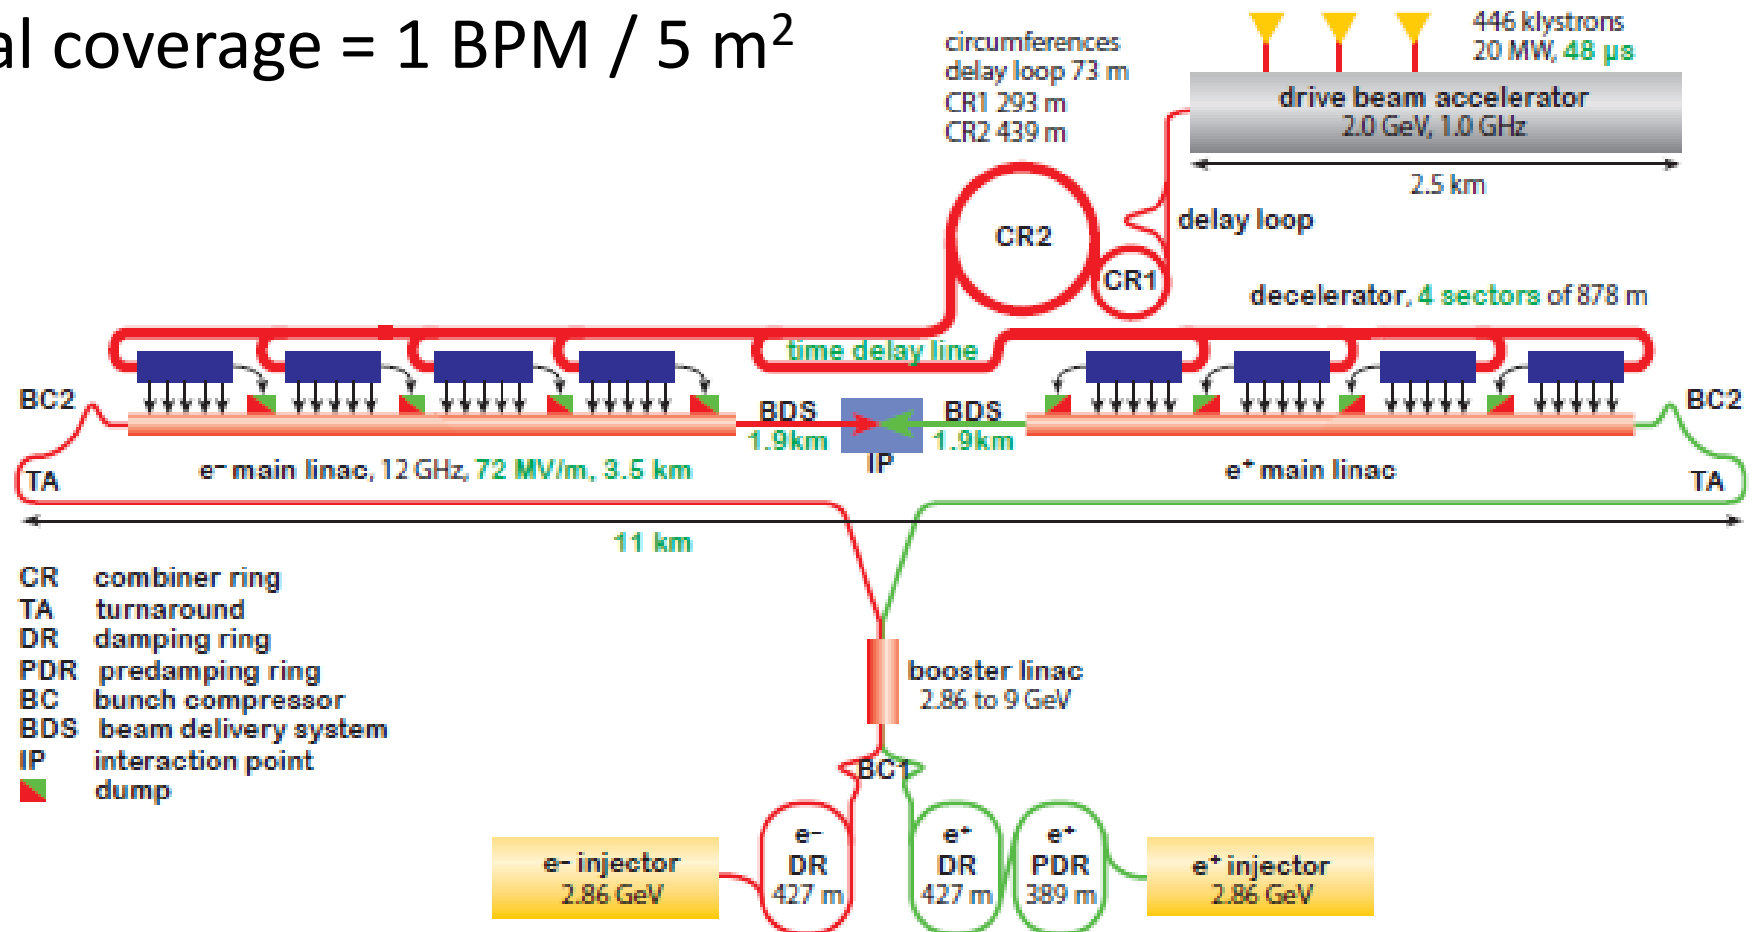 al coverage = 1 BPM / 5 m²
446 klystrons
20 MW, 48 µs
circumferences
delay loop 73 m
CR1 293 m
CR2 439 m
drive beam accelerator
2.0 GeV, 1.0 GHz
2.5 km
delay loop
CR2
CR1
decelerator, 4 sectors of 878 m
time delay line
BC2
BDS
1.9km
IP
BDS
1.9km
BC2
TA
e⁻ main linac, 12 GHz, 72 MV/m, 3.5 km
e⁺ main linac
TA
11 km
CR combiner ring
TA turnaround
DR damping ring
PDR predamping ring
BC bunch compressor
BDS beam delivery system
IP interaction point
dump
booster linac
2.86 to 9 GeV
BC1
e⁻ injector
2.86 GeV
e⁻
DR
427 m
e⁺
DR
427 m
e⁺
PDR
389 m
e⁺ injector
2.86 GeV